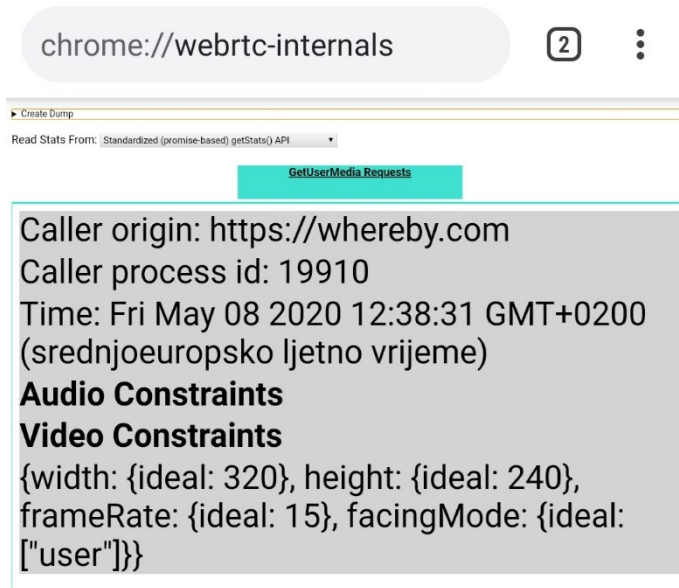 chrome://webrtc-internals
2
▶ Create Dump
Read Stats From: Standardized (promise-based) getStats() API ▼
GetUserMedia Requests
Caller origin: https://whereby.com
Caller process id: 19910
Time: Fri May 08 2020 12:38:31 GMT+0200
(srednjoeuropsko ljetno vrijeme)
Audio Constraints
Video Constraints
{width: {ideal: 320}, height: {ideal: 240},
frameRate: {ideal: 15}, facingMode: {ideal:
["user"]}}